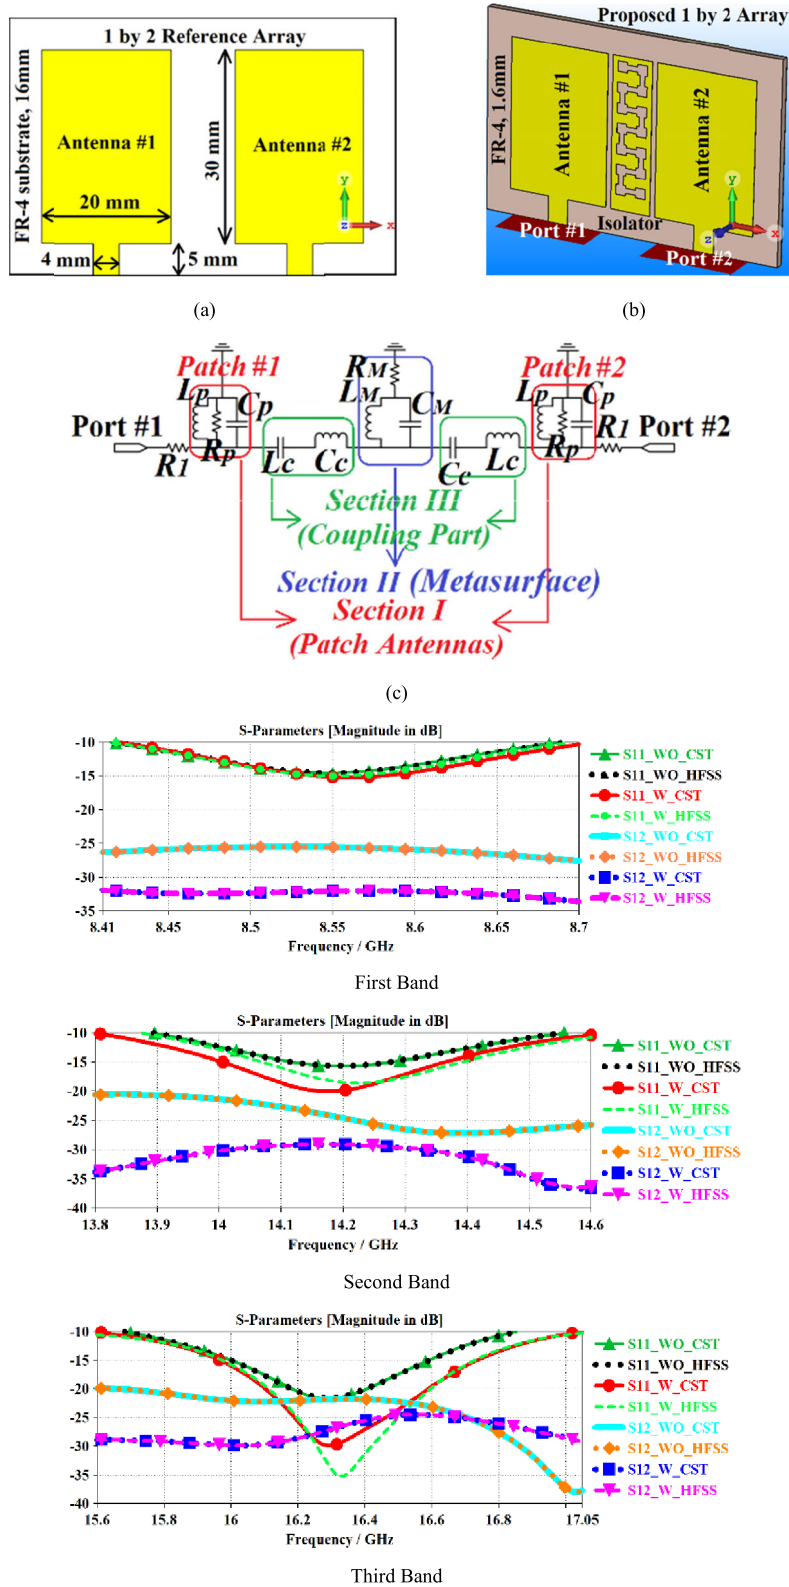 1 by 2 Reference Array
FR-4 substrate, 16mm
Antenna #1
Antenna #2
30 mm
20 mm
4 mm
5 mm
y
z
x
(a)
Proposed 1 by 2 Array
FR-4, 1.6mm
Antenna #1
Antenna #2
Isolator
Port #1
Port #2
y
z
x
(b)
Patch #1
Patch #2
Port #1
Port #2
R1
Lp
Rp
Cp
Lc
Cc
RM
LM
CM
Cc
Lc
Lp
Cp
Rp
R1
Section III
(Coupling Part)
Section II (Metasurface)
Section I
(Patch Antennas)
(c)
S-Parameters [Magnitude in dB]
-10
-15
-20
-25
-30
-35
8.41
8.45
8.5
8.55
8.6
8.65
8.7
Frequency / GHz
S11_WO_CST
S11_WO_HFSS
S11_W_CST
S11_W_HFSS
S12_WO_CST
S12_WO_HFSS
S12_W_CST
S12_W_HFSS
First Band
S-Parameters [Magnitude in dB]
-10
-15
-20
-25
-30
-35
-40
13.8
13.9
14
14.1
14.2
14.3
14.4
14.5
14.6
Frequency / GHz
S11_WO_CST
S11_WO_HFSS
S11_W_CST
S11_W_HFSS
S12_WO_CST
S12_WO_HFSS
S12_W_CST
S12_W_HFSS
Second Band
S-Parameters [Magnitude in dB]
-10
-15
-20
-25
-30
-35
-40
15.6
15.8
16
16.2
16.4
16.6
16.8
17.05
Frequency / GHz
S11_WO_CST
S11_WO_HFSS
S11_W_CST
S11_W_HFSS
S12_WO_CST
S12_WO_HFSS
S12_W_CST
S12_W_HFSS
Third Band